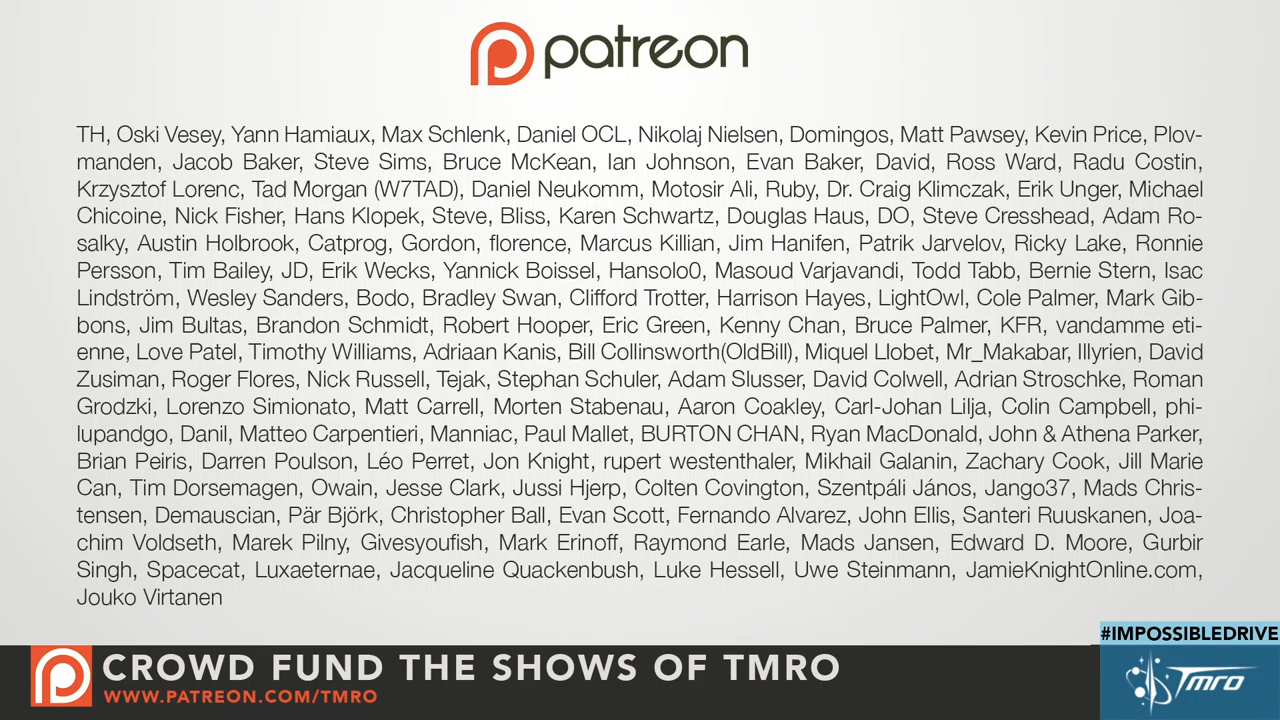 patreon
TH, Oski Vesey, Yann Hamiaux, Max Schlenk, Daniel OCL, Nikolaj Nielsen, Domingos, Matt Pawsey, Kevin Price, Plov-
manden, Jacob Baker, Steve Sims, Bruce McKean, Ian Johnson, Evan Baker, David, Ross Ward, Radu Costin,
Krzysztof Lorenc, Tad Morgan (W7TAD), Daniel Neukomm, Motosir Ali, Ruby, Dr. Craig Klimczak, Erik Unger, Michael
Chicoine, Nick Fisher, Hans Klopek, Steve, Bliss, Karen Schwartz, Douglas Haus, DO, Steve Cresshead, Adam Ro-
salky, Austin Holbrook, Catprog, Gordon, florence, Marcus Killian, Jim Hanifen, Patrik Jarvelov, Ricky Lake, Ronnie
Persson, Tim Bailey, JD, Erik Wecks, Yannick Boissel, Hansolo0, Masoud Varjavandi, Todd Tabb, Bernie Stern, Isac
Lindström, Wesley Sanders, Bodo, Bradley Swan, Clifford Trotter, Harrison Hayes, LightOwl, Cole Palmer, Mark Gib-
bons, Jim Bultas, Brandon Schmidt, Robert Hooper, Eric Green, Kenny Chan, Bruce Palmer, KFR, vandamme eti-
enne, Love Patel, Timothy Williams, Adriaan Kanis, Bill Collinsworth(OldBill), Miquel Llobet, Mr_Makabar, Illyrien, David
Zusiman, Roger Flores, Nick Russell, Tejak, Stephan Schuler, Adam Slusser, David Colwell, Adrian Stroschke, Roman
Grodzki, Lorenzo Simionato, Matt Carrell, Morten Stabenau, Aaron Coakley, Carl-Johan Lilja, Colin Campbell, phi-
lupandgo, Danil, Matteo Carpentieri, Manniac, Paul Mallet, BURTON CHAN, Ryan MacDonald, John & Athena Parker,
Brian Peiris, Darren Poulson, Léo Perret, Jon Knight, rupert westenthaler, Mikhail Galanin, Zachary Cook, Jill Marie
Can, Tim Dorsemagen, Owain, Jesse Clark, Jussi Hjerp, Colten Covington, Szentpáli János, Jango37, Mads Chris-
tensen, Demauscian, Pär Björk, Christopher Ball, Evan Scott, Fernando Alvarez, John Ellis, Santeri Ruuskanen, Joa-
chim Voldseth, Marek Pilny, Givesyoufish, Mark Erinoff, Raymond Earle, Mads Jansen, Edward D. Moore, Gurbir
Singh, Spacecat, Luxaeternae, Jacqueline Quackenbush, Luke Hessell, Uwe Steinmann, JamieKnightOnline.com,
Jouko Virtanen
#IMPOSSIBLEDRIVE
CROWD FUND THE SHOWS OF TMRO
WWW.PATREON.COM/TMRO
Tmro